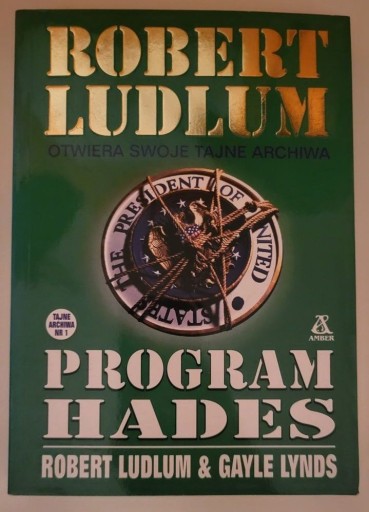 ROBERT
LUDLUM
OTWIERA SWOJE TAJNE ARCHIWA
THE PRESIDENT OF
UNITED
STATES
TAJNE
ARCHIWA
NR 1
AMBER
PROGRAM
HADES
ROBERT LUDLUM & GAYLE LYNDS